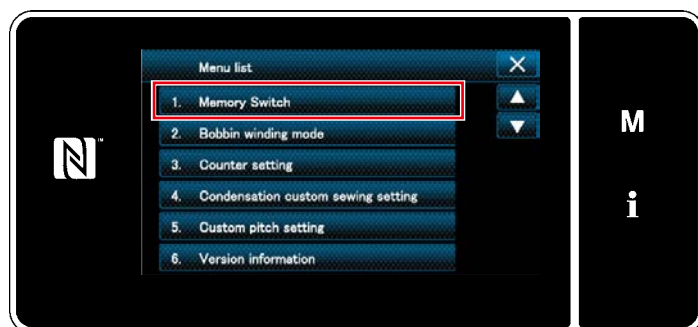 Menu list
1. Memory Switch
2. Bobbin winding mode
3. Counter setting
4. Condensation custom sewing setting
5. Custom pitch setting
6. Version information
M
i